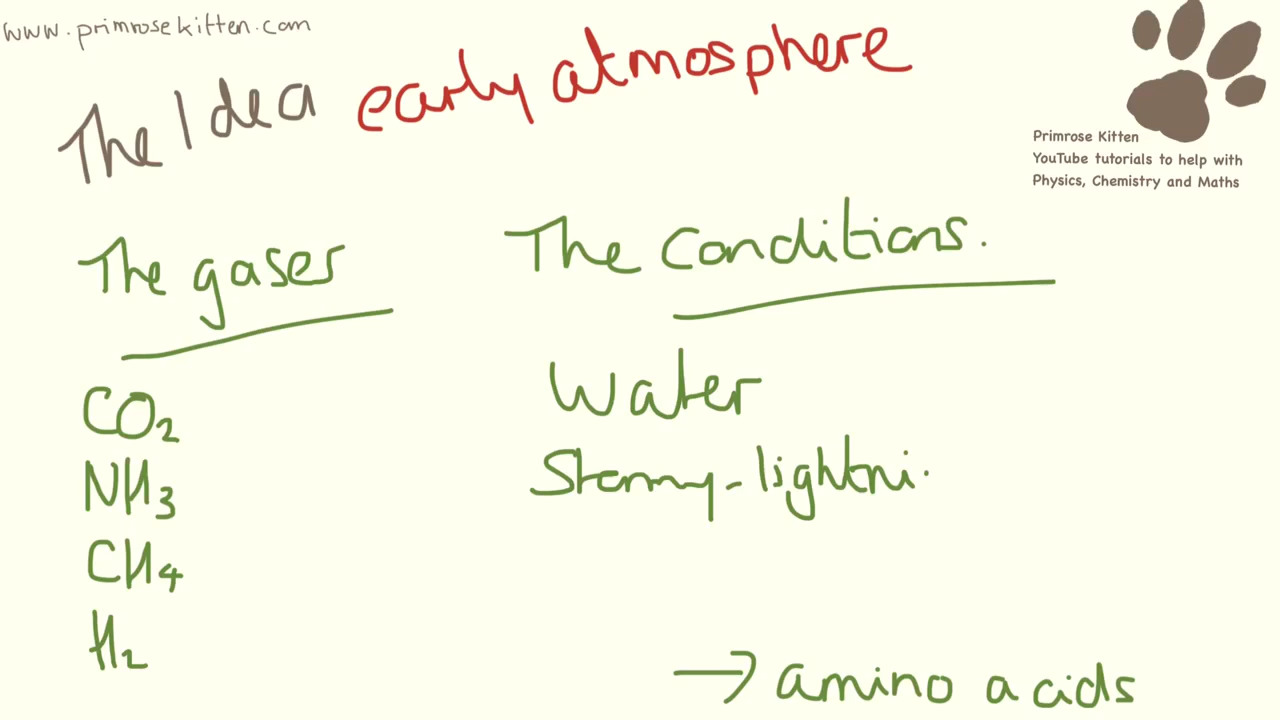 www.primrosekitten.com
The Idea early atmosphere
Primrose Kitten
YouTube tutorials to help with
Physics, Chemistry and Maths
The gases
The Conditions.
CO2
NH3
CH4
H2
Water
Stormy-lightni.
→ amino acids